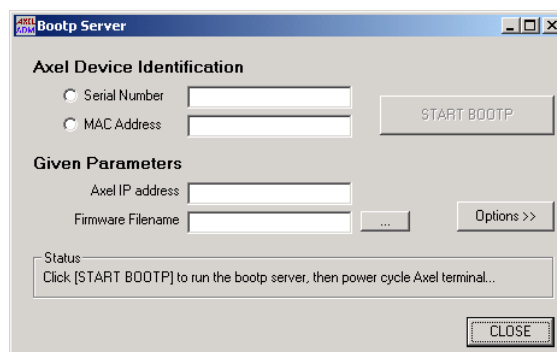 AXEL
ADM
Bootp Server
Axel Device Identification
Serial Number
MAC Address
START BOOTP
Given Parameters
Axel IP address
Firmware Filename
...
Options >>
Status
Click [START BOOTP] to run the bootp server, then power cycle Axel terminal...
CLOSE